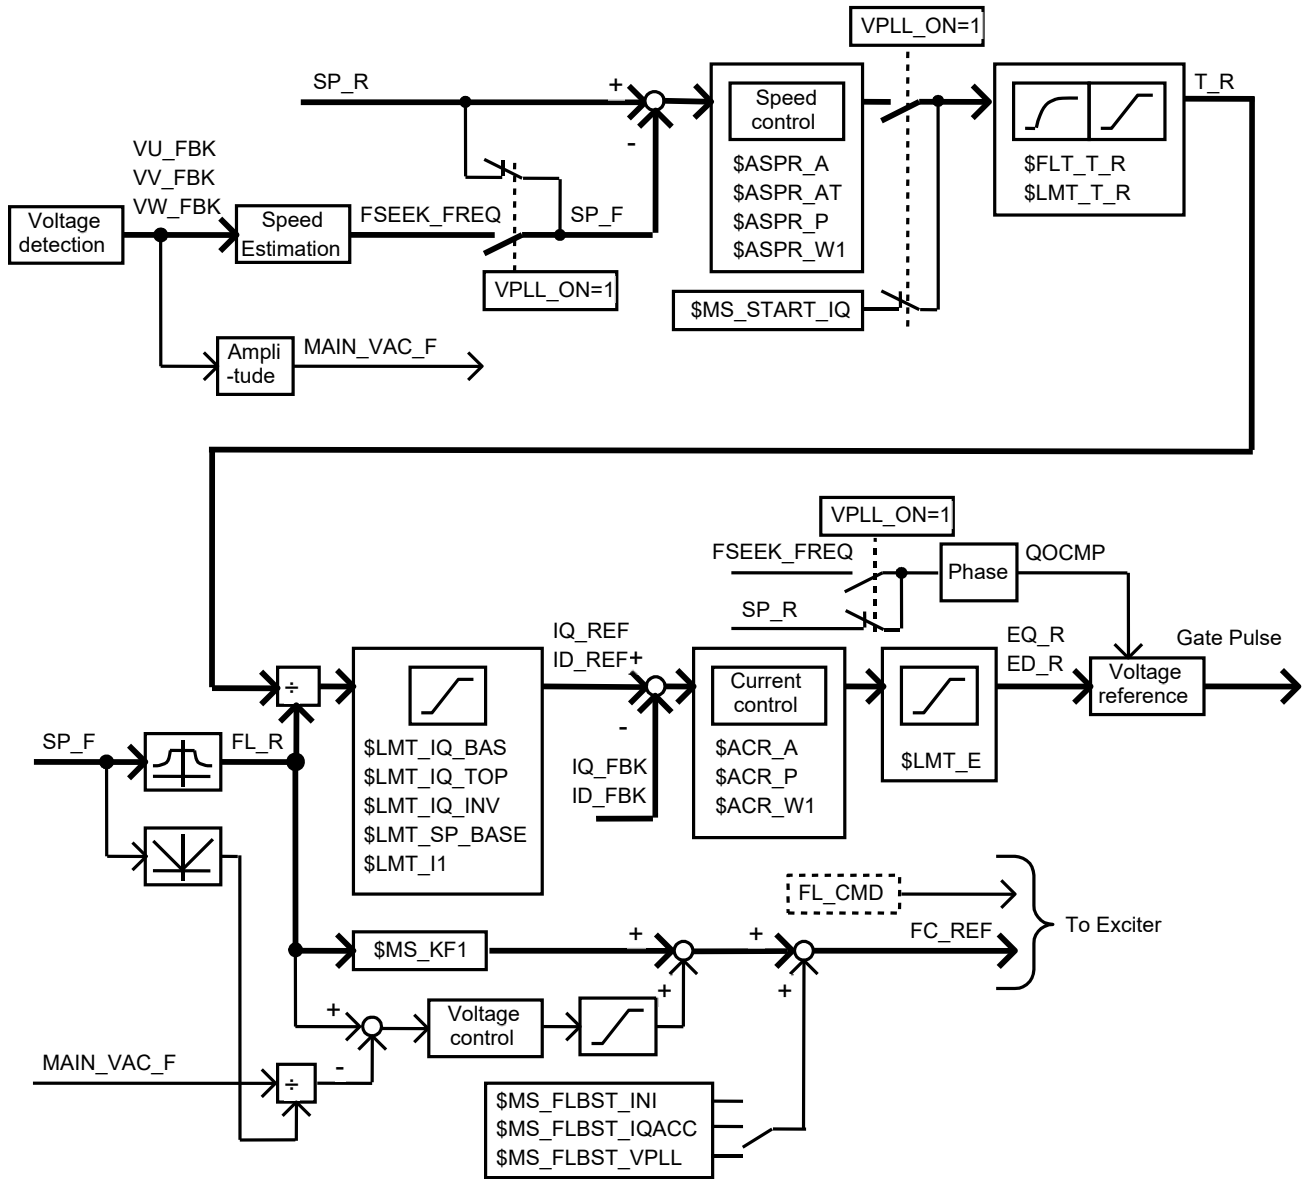 VPLL_ON=1
SP_R
+
-
Speed
control
$ASPR_A
$ASPR_AT
$ASPR_P
$ASPR_W1
T_R
$FLT_T_R
$LMT_T_R
VU_FBK
VV_FBK
VW_FBK
Voltage
detection
Speed
Estimation
FSEEK_FREQ
SP_F
VPLL_ON=1
$MS_START_IQ
Ampli
-tude
MAIN_VAC_F
VPLL_ON=1
FSEEK_FREQ
SP_R
Phase
QOCMP
IQ_REF
ID_REF+
-
÷
$LMT_IQ_BAS
$LMT_IQ_TOP
$LMT_IQ_INV
$LMT_SP_BASE
$LMT_I1
IQ_FBK
ID_FBK
Current
control
$ACR_A
$ACR_P
$ACR_W1
$LMT_E
EQ_R
ED_R
Voltage
reference
Gate Pulse
SP_F
FL_R
FL_CMD
FC_REF
To Exciter
$MS_KF1
+
+
+
+
+
-
Voltage
control
MAIN_VAC_F
÷
$MS_FLBST_INI
$MS_FLBST_IQACC
$MS_FLBST_VPLL